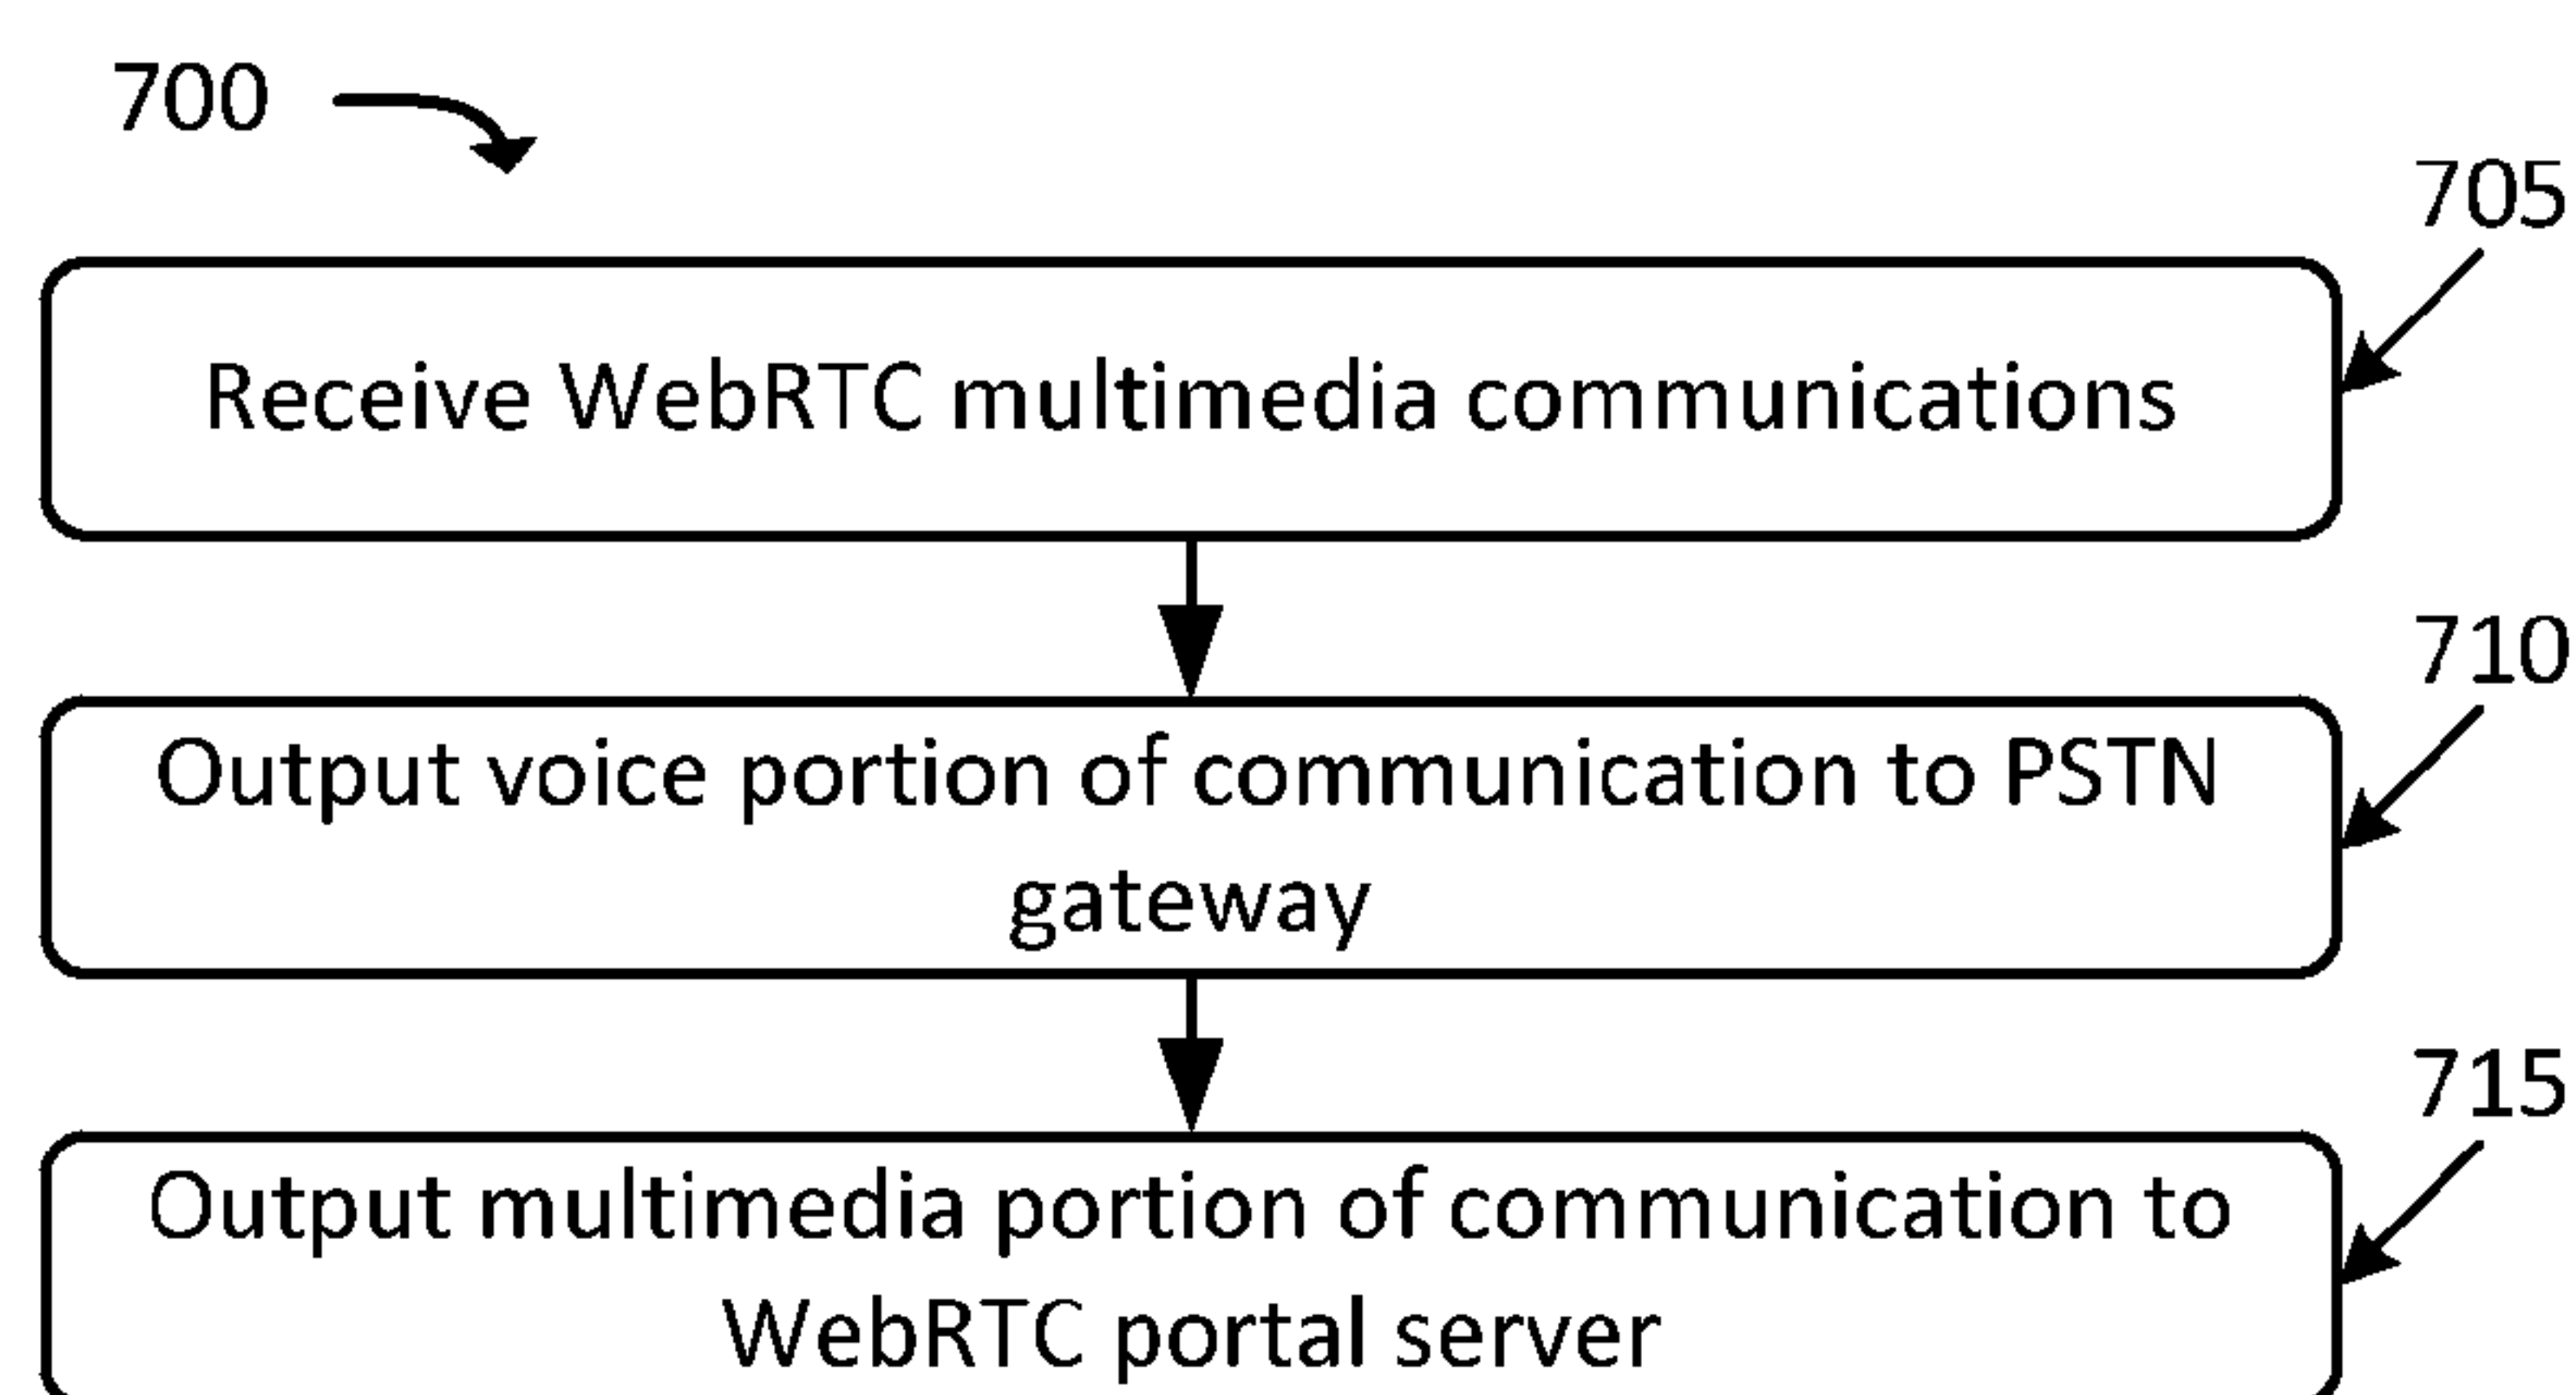 700
705
Receive WebRTC multimedia communications
710
Output voice portion of communication to PSTN
gateway
715
Output multimedia portion of communication to
WebRTC portal server